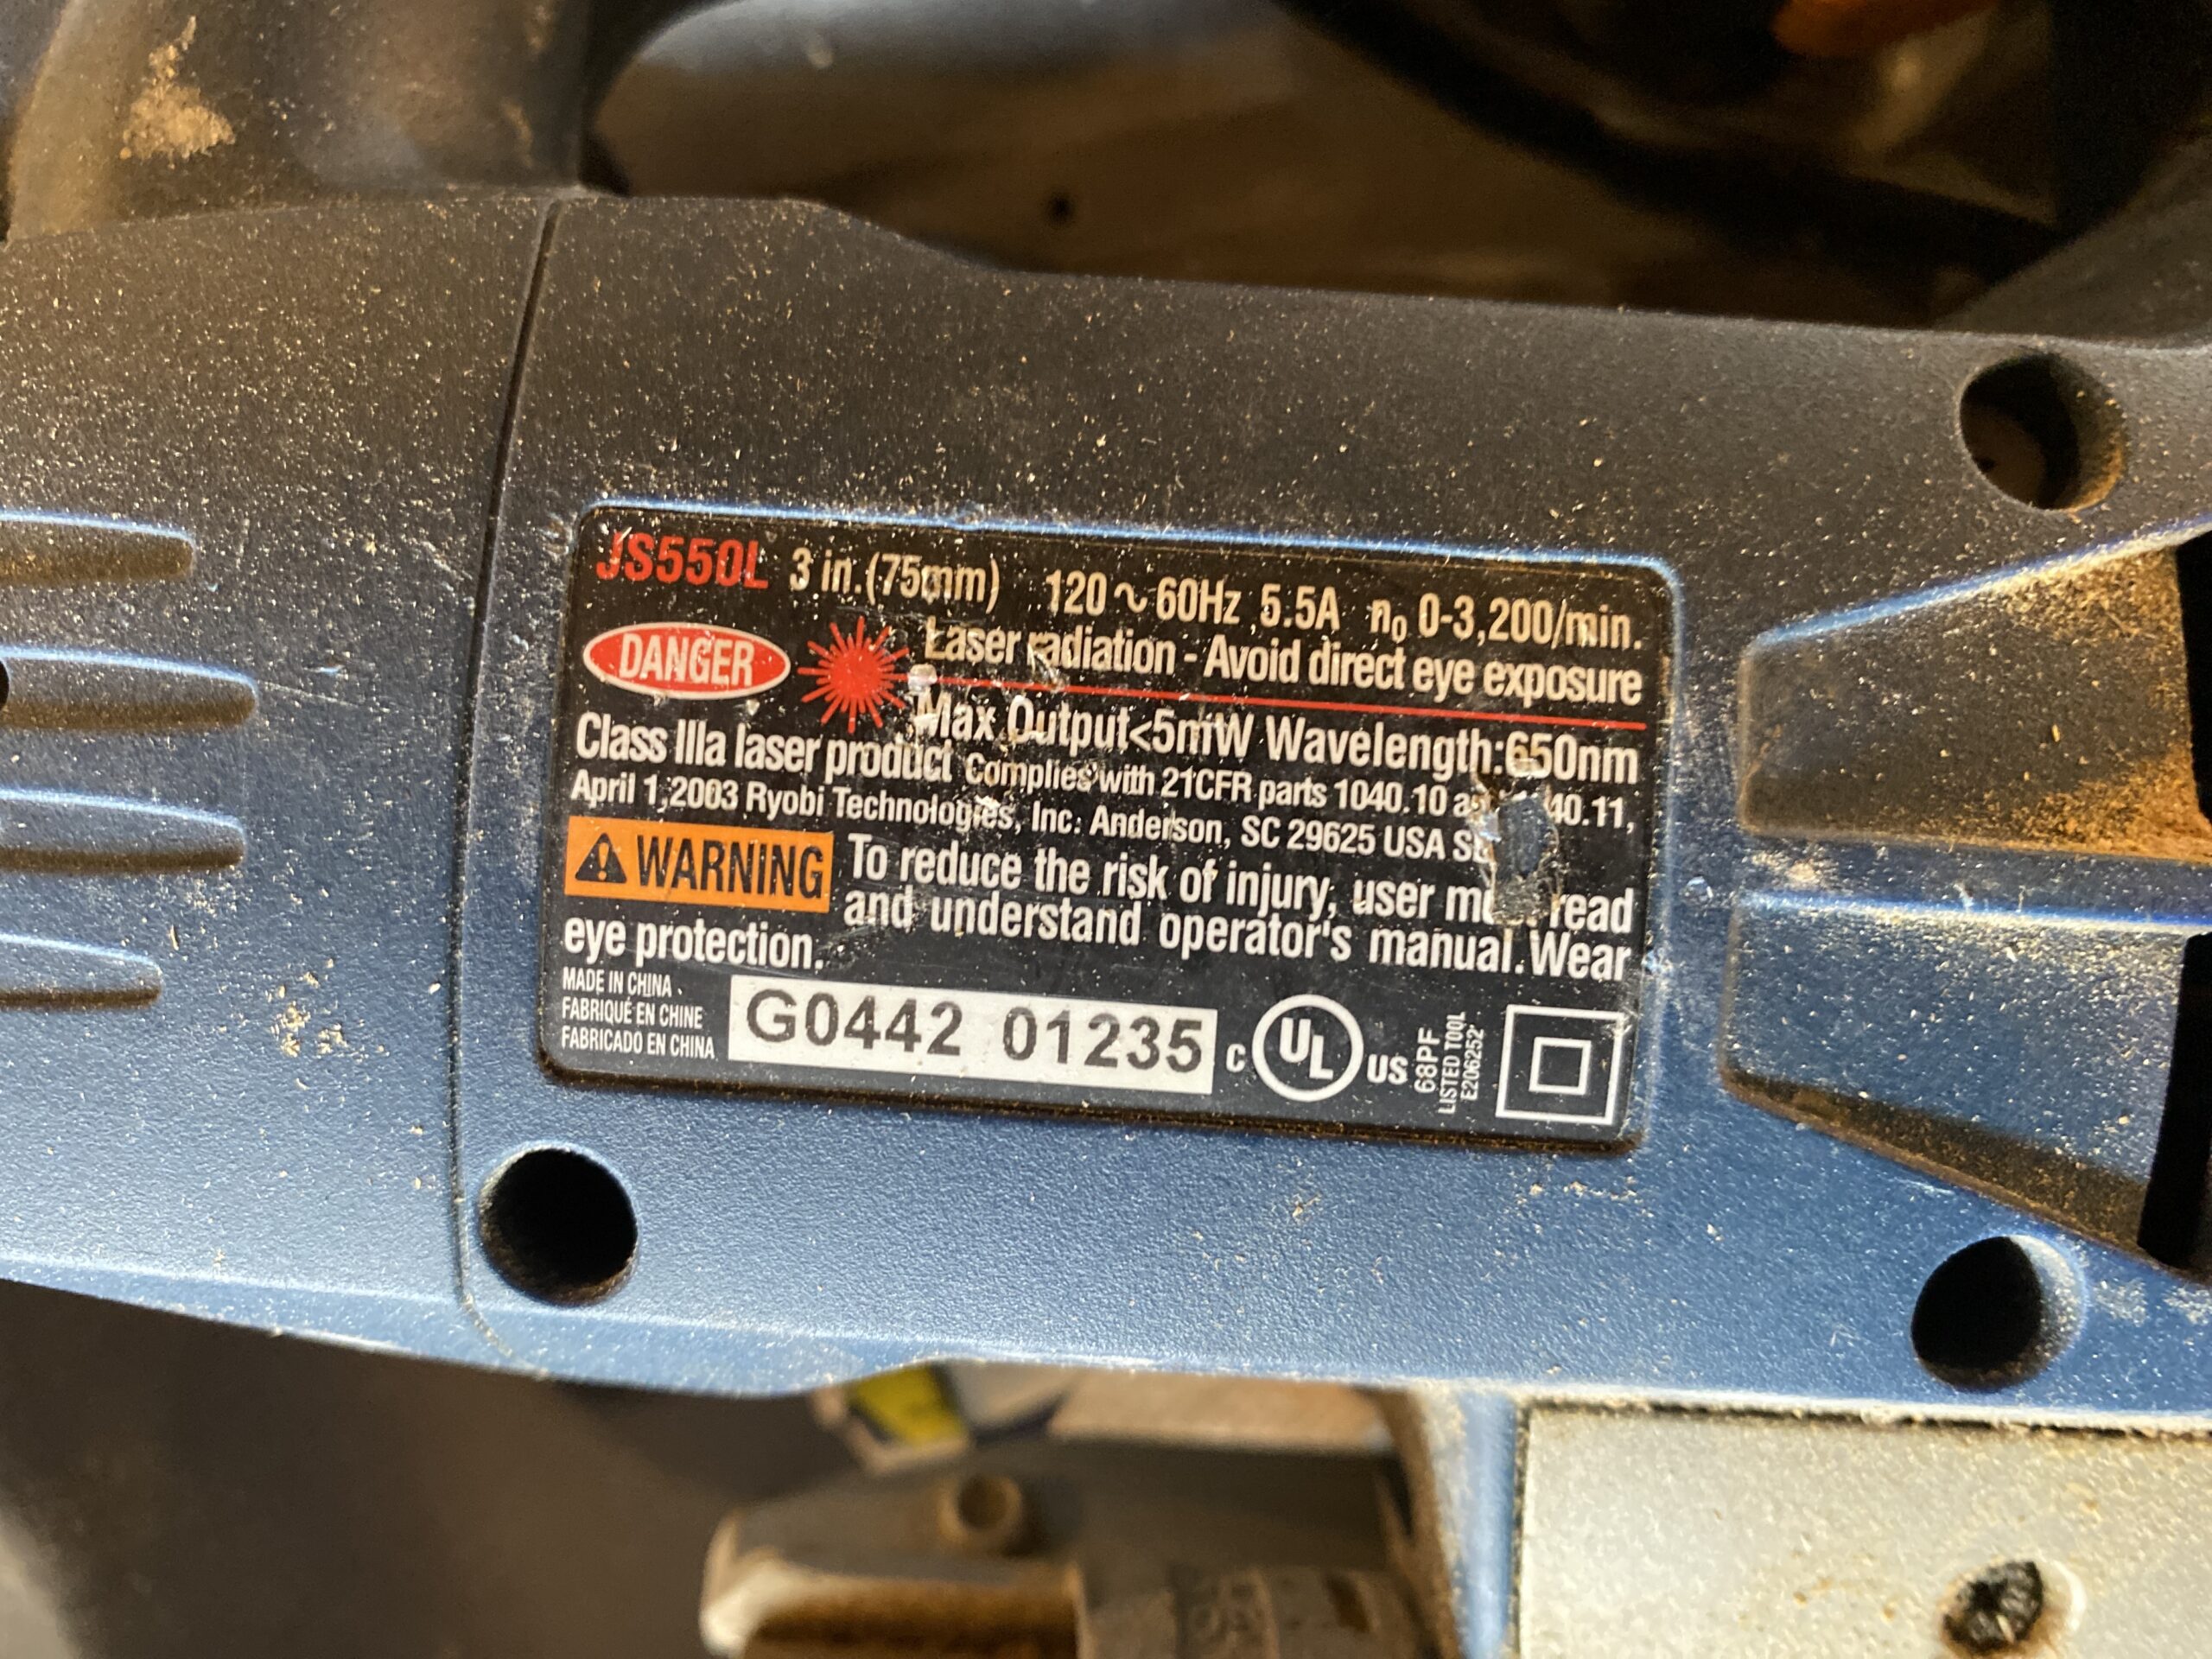 JS550L 3 in.(75mm) 120~60Hz 5.5A n₀ 0-3,200/min.
DANGER Laser radiation - Avoid direct eye exposure
Max Output<5mW Wavelength:650nm
Class IIIa laser product Complies with 21CFR parts 1040.10
April 1,2003 Ryobi Technologies, Inc. Anderson, SC 29625 USA
WARNING To reduce the risk of injury, user read
and understand operator's manual.Wear
eye protection.
MADE IN CHINA
FABRIQUÉ EN CHINE
FABRICADO EN CHINA
G0442 01235
C UL US
68PF
LISTED TOOL
E206252